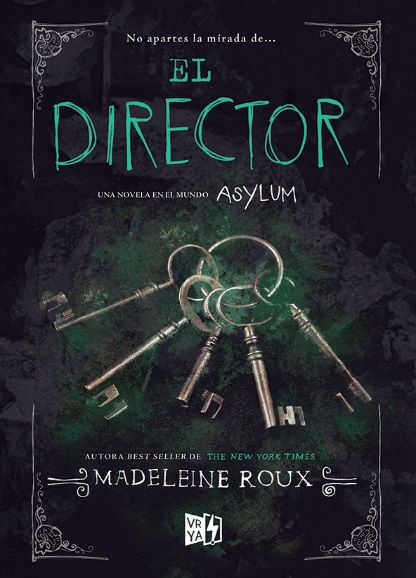 No apartes la mirada de...
EL
DIRECTOR
UNA NOVELA EN EL MUNDO ASYLUM
AUTORA BEST SELLER DE THE NEW YORK TIMES
MADELEINE ROUX
VR
YA